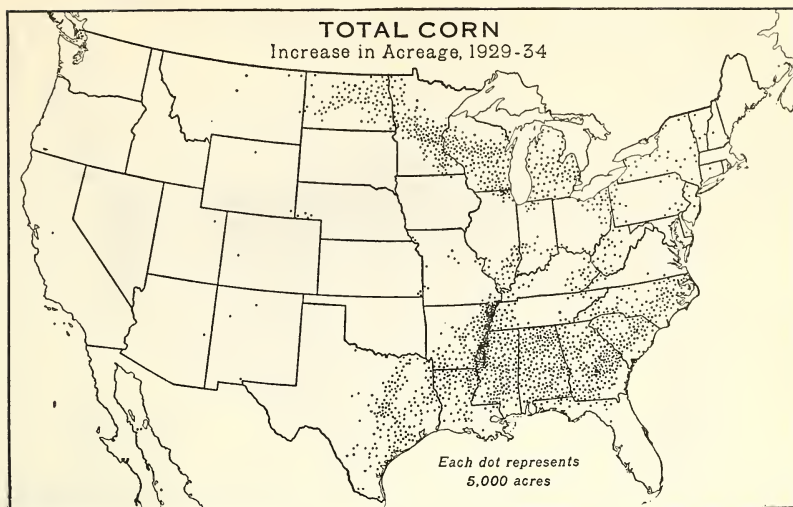 TOTAL CORN
Increase in Acreage, 1929-34
Each dot represents
5,000 acres